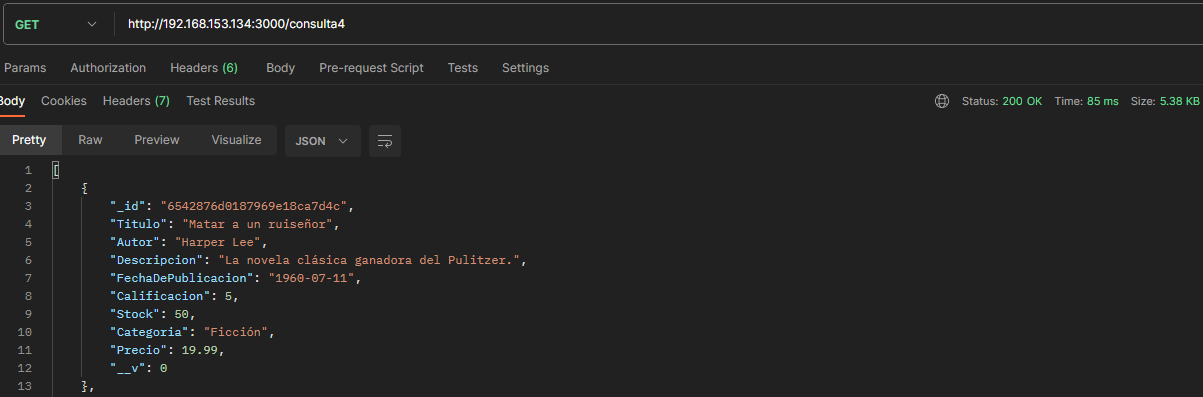 GET http://192.168.153.134:3000/consulta4
Params Authorization Headers (6) Body Pre-request Script Tests Settings
Body Cookies Headers (7) Test Results Status: 200 OK Time: 85 ms Size: 5.38 KB
Pretty Raw Preview Visualize JSON
1 [
2 {
3 "_id": "6542876d0187969e18ca7d4c",
4 "Titulo": "Matar a un ruiseñor",
5 "Autor": "Harper Lee",
6 "Descripcion": "La novela clásica ganadora del Pulitzer.",
7 "FechaDePublicacion": "1960-07-11",
8 "Calificacion": 5,
9 "Stock": 50,
10 "Categoria": "Ficción",
11 "Precio": 19.99,
12 "__v": 0
13 },